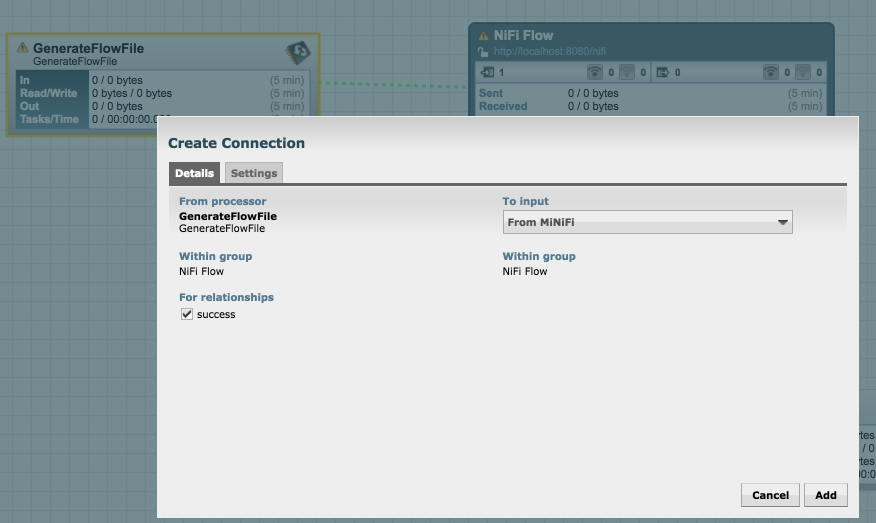 GenerateFlowFile
GenerateFlowFile
In 0 / 0 bytes (5 min)
Read/Write 0 bytes / 0 bytes (5 min)
Out 0 / 0 bytes (5 min)
Tasks/Time 0 / 00:00:00.0
NiFi Flow
http://localhost:8080/nifi
1 0 0 0 0 0
Sent 0 / 0 bytes (5 min)
Received 0 / 0 bytes (5 min)
Create Connection
Details Settings
From processor
GenerateFlowFile
GenerateFlowFile
To input
From MiNiFi
Within group
NiFi Flow
Within group
NiFi Flow
For relationships
success
Cancel Add